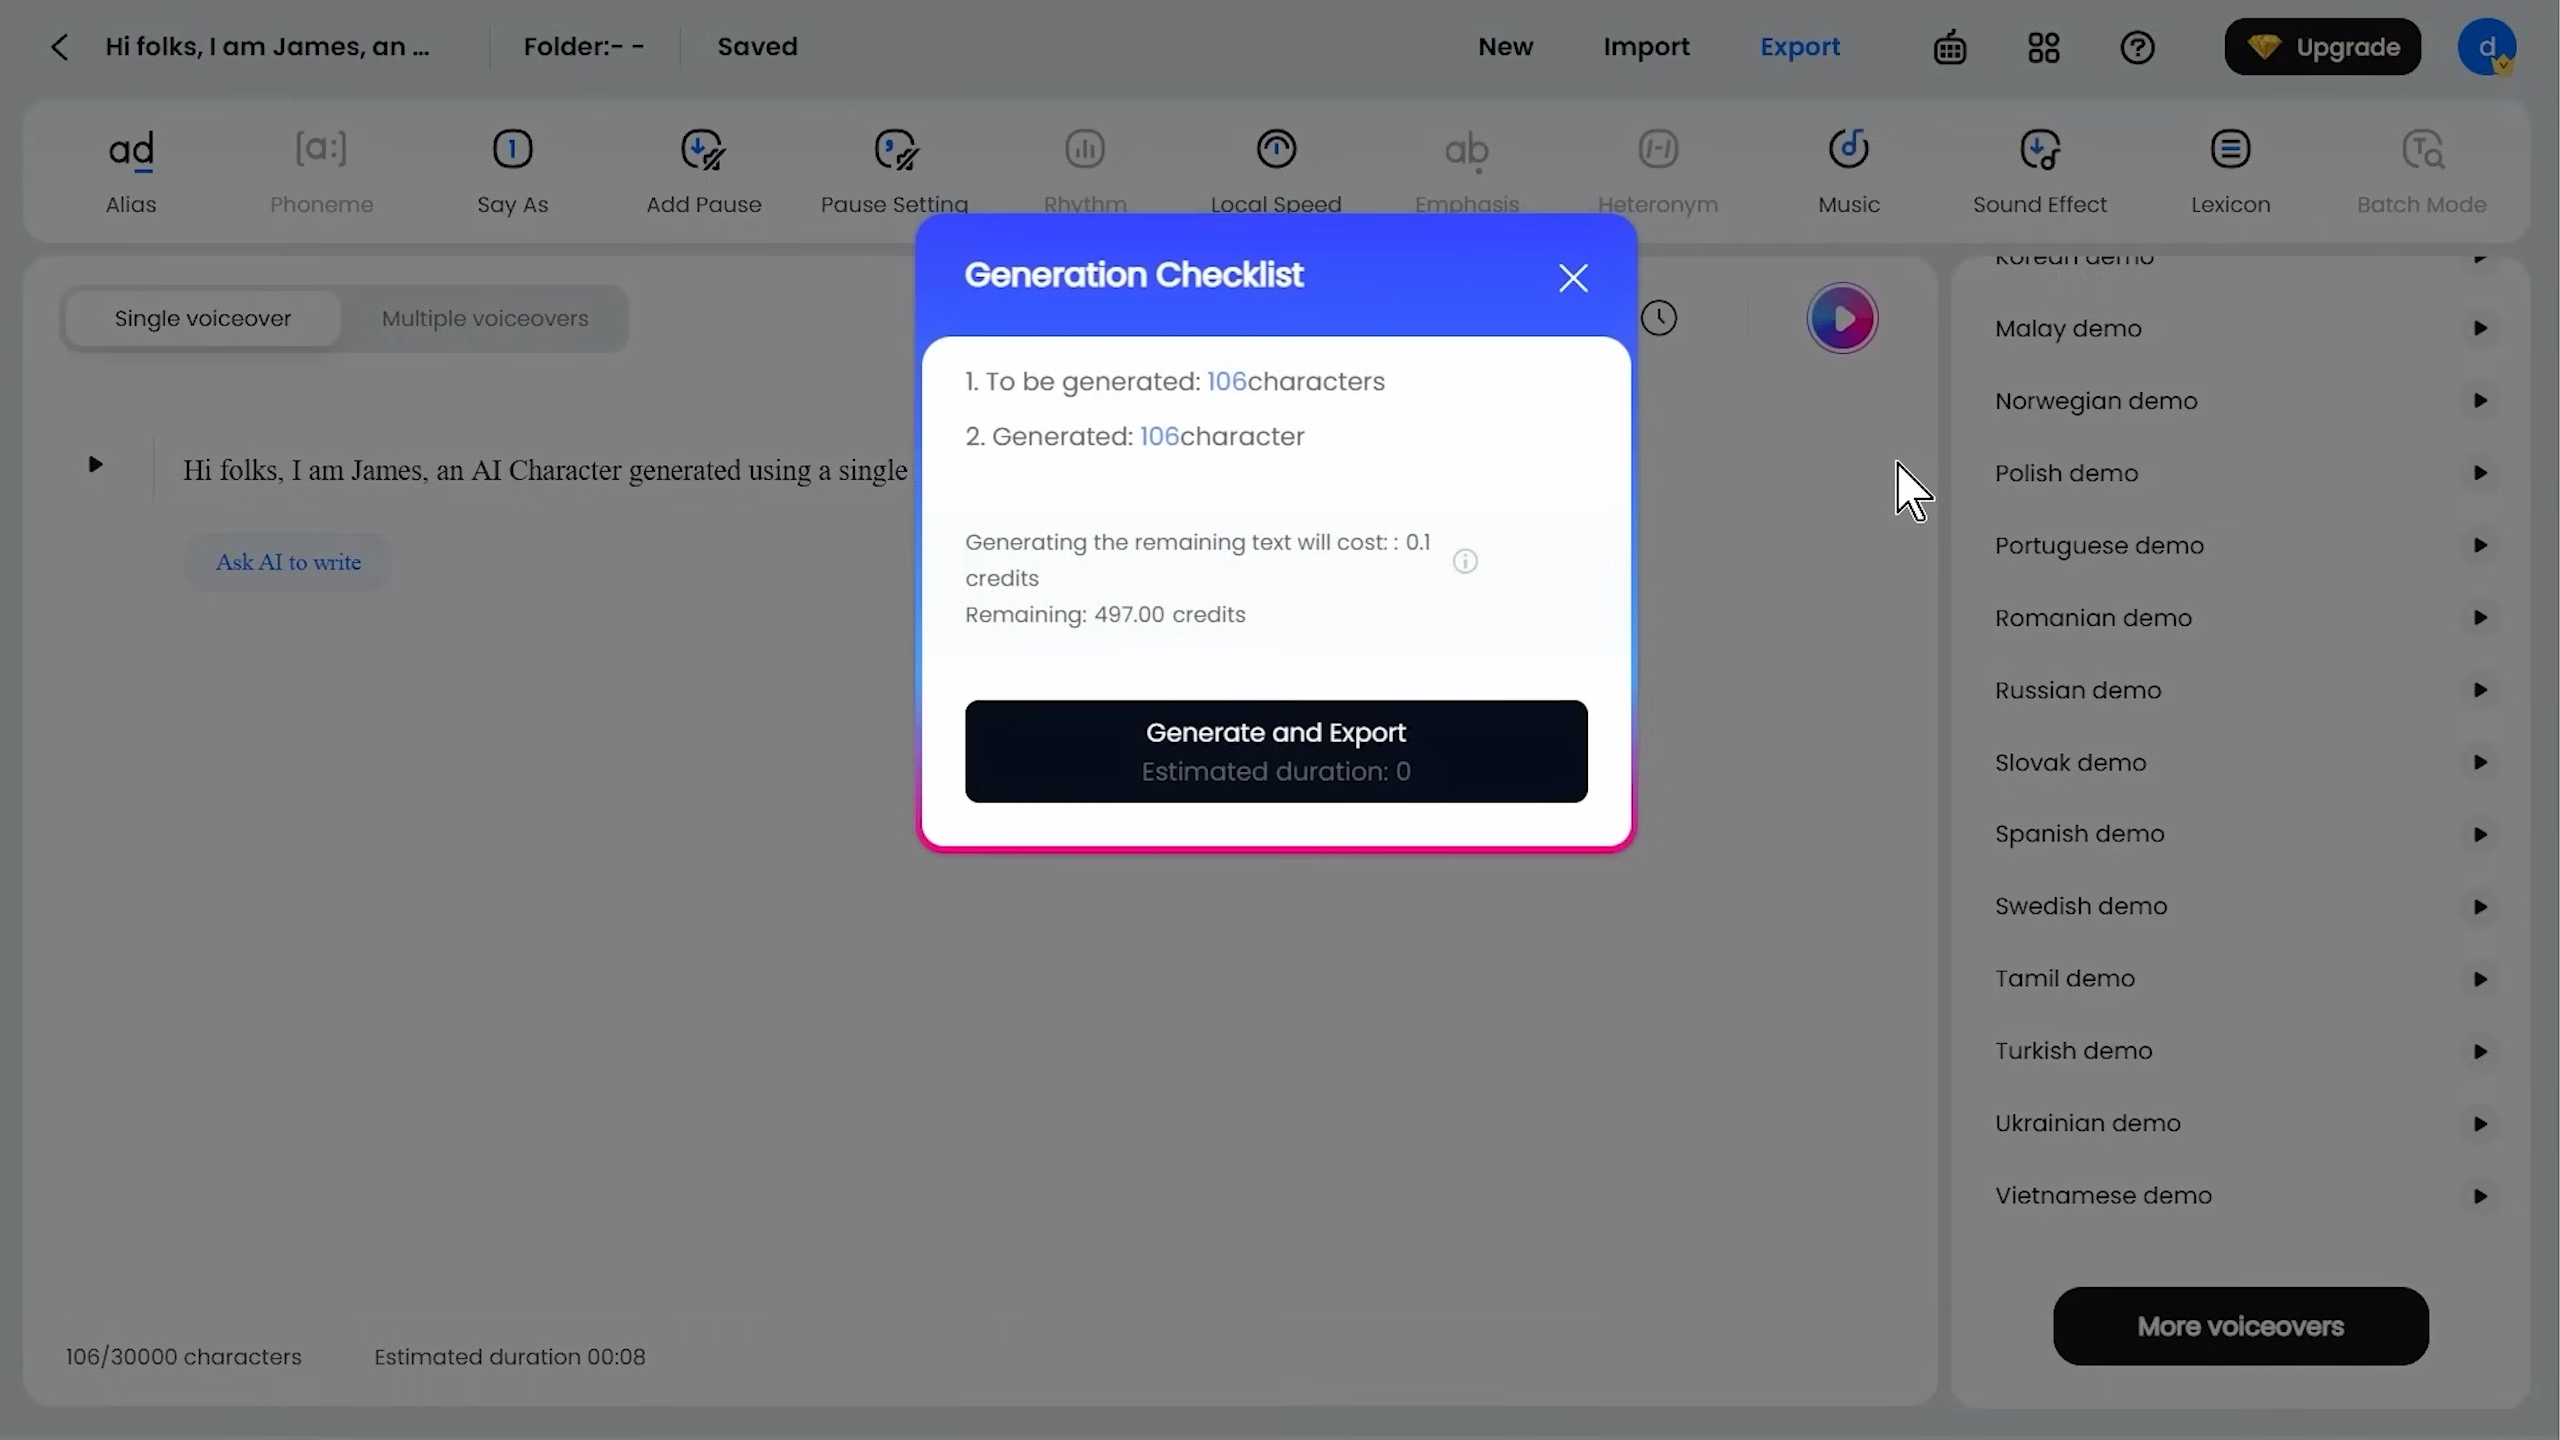 Hi folks, I am James, an ...
Folder:- -
Saved
New
Import
Export
Upgrade
d
ad
Alias
[a:]
Phoneme
1
Say As
Add Pause
Pause Setting
Rhythm
Local Speed
ab
Emphasis
Heteronym
Music
Sound Effect
Lexicon
Batch Mode
Single voiceover
Multiple voiceovers
Hi folks, I am James, an AI Character generated using a single
Ask AI to write
Generation Checklist
1. To be generated: 106characters
2. Generated: 106character
Generating the remaining text will cost: : 0.1
credits
Remaining: 497.00 credits
Generate and Export
Estimated duration: 0
Korean demo
Malay demo
Norwegian demo
Polish demo
Portuguese demo
Romanian demo
Russian demo
Slovak demo
Spanish demo
Swedish demo
Tamil demo
Turkish demo
Ukrainian demo
Vietnamese demo
More voiceovers
106/30000 characters
Estimated duration 00:08